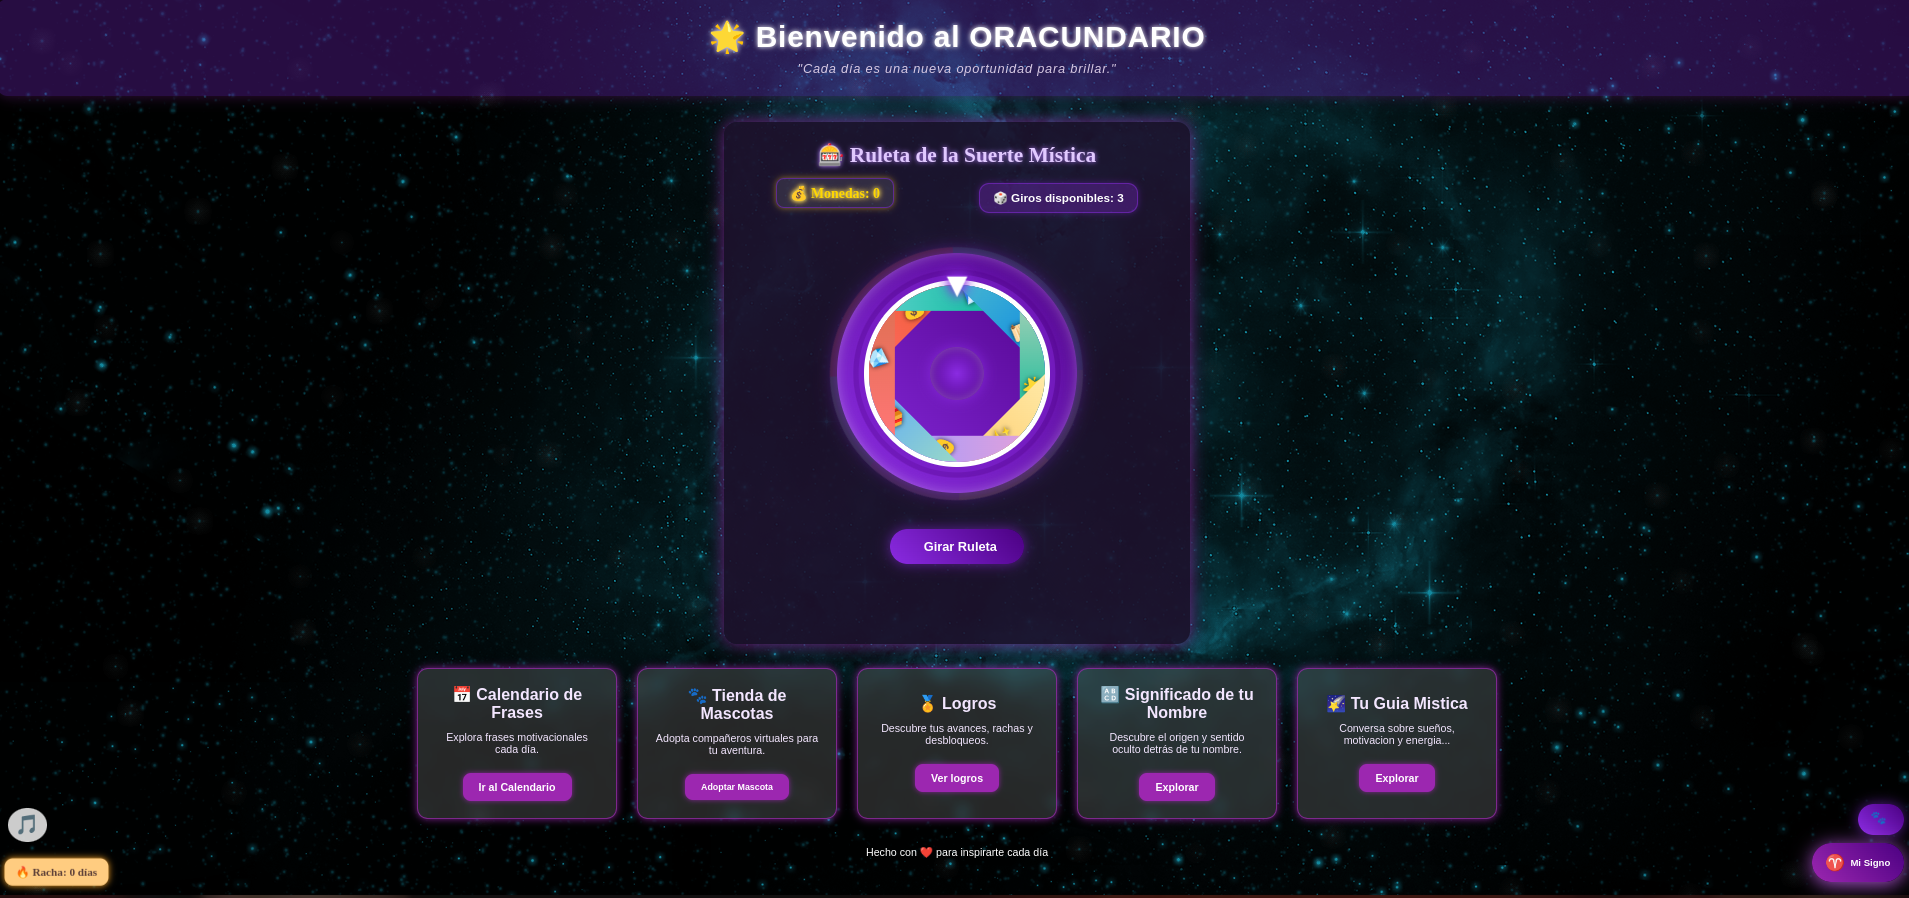 🌟 Bienvenido al ORACUNDARIO
"Cada día es una nueva oportunidad para brillar."
🎰 Ruleta de la Suerte Mística
💰 Monedas: 0
🎲 Giros disponibles: 3
Girar Ruleta
📅 Calendario de
Frases
Explora frases motivacionales
cada día.
Ir al Calendario
🐾 Tienda de
Mascotas
Adopta compañeros virtuales para
tu aventura.
Adoptar Mascota
🏅 Logros
Descubre tus avances, rachas y
desbloqueos.
Ver logros
🔠 Significado de tu
Nombre
Descubre el origen y sentido
oculto detrás de tu nombre.
Explorar
🌠 Tu Guia Mistica
Conversa sobre sueños,
motivacion y energia...
Explorar
Hecho con ❤️ para inspirarte cada día
🔥 Racha: 0 días
♈ Mi Signo